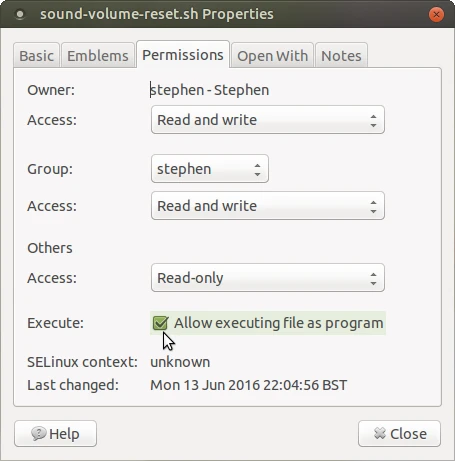 sound-volume-reset.sh Properties
Basic Emblems Permissions Open With Notes
Owner: stephen - Stephen
Access: Read and write
Group: stephen
Access: Read and write
Others
Access: Read-only
Execute: Allow executing file as program
SELinux context: unknown
Last changed: Mon 13 Jun 2016 22:04:56 BST
Help Close